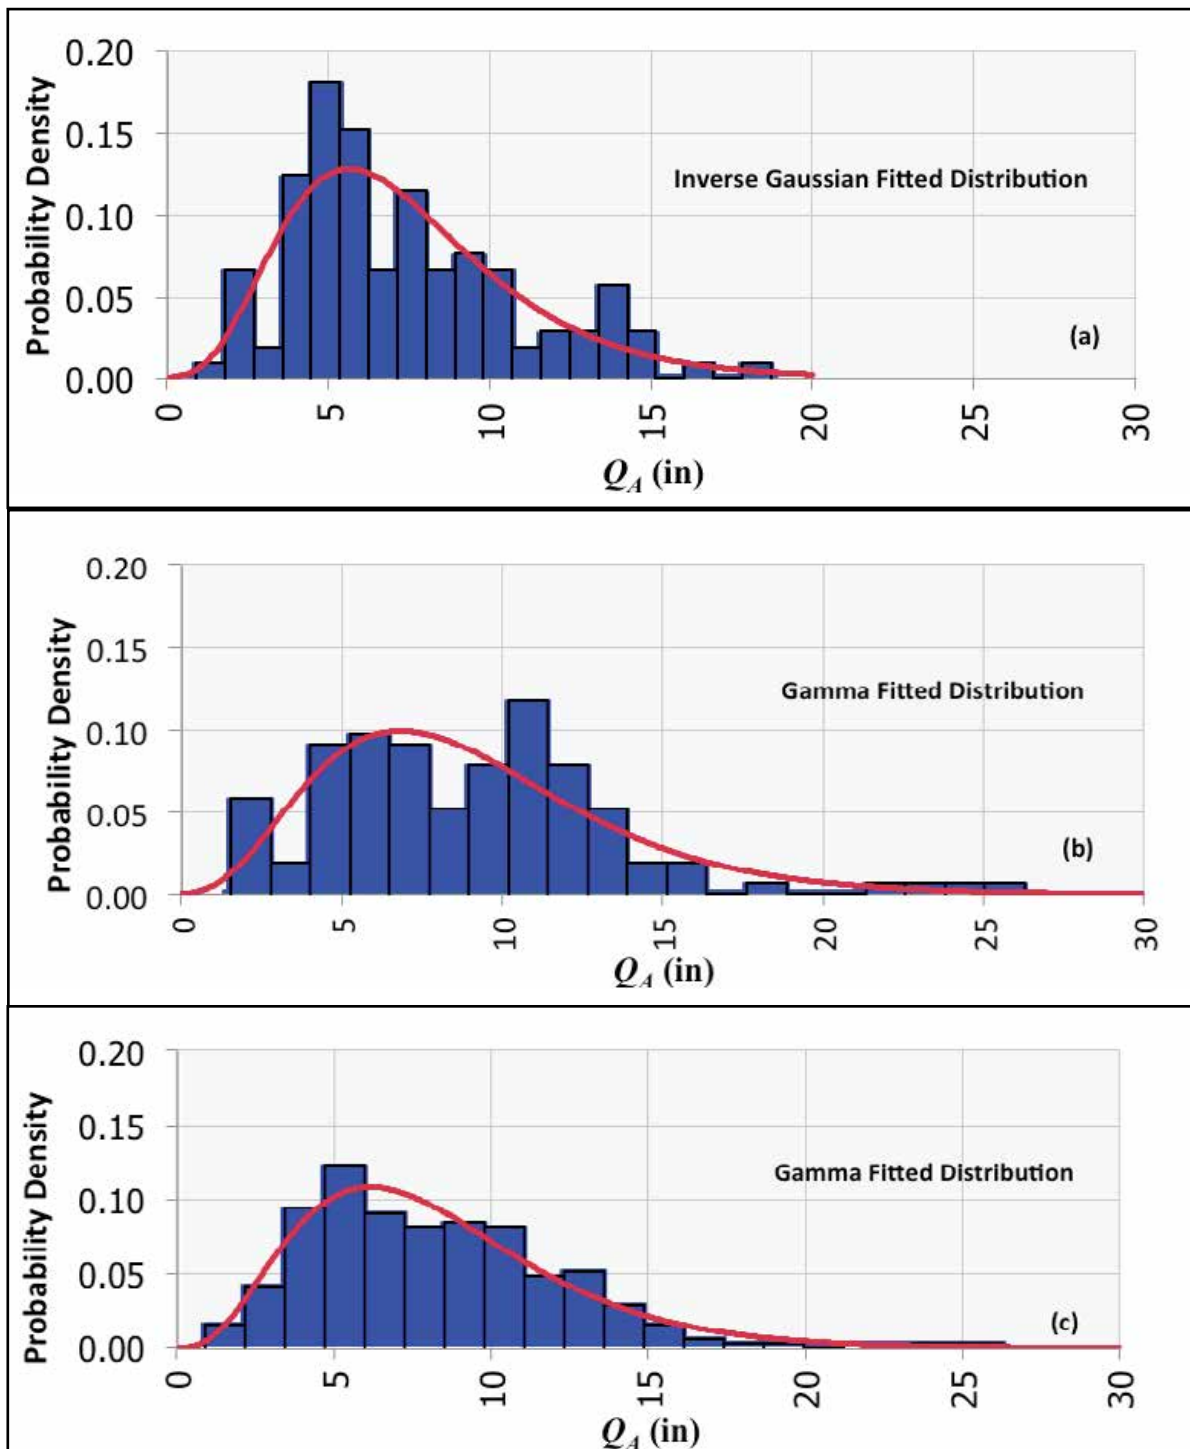 Probability Density
0.20
0.15
0.10
0.05
0.00
Inverse Gaussian Fitted Distribution
(a)
0 5 10 15 20 25 30
Q_A (in)
Probability Density
0.20
0.15
0.10
0.05
0.00
Gamma Fitted Distribution
(b)
0 5 10 15 20 25 30
Q_A (in)
Probability Density
0.20
0.15
0.10
0.05
0.00
Gamma Fitted Distribution
(c)
0 5 10 15 20 25 30
Q_A (in)